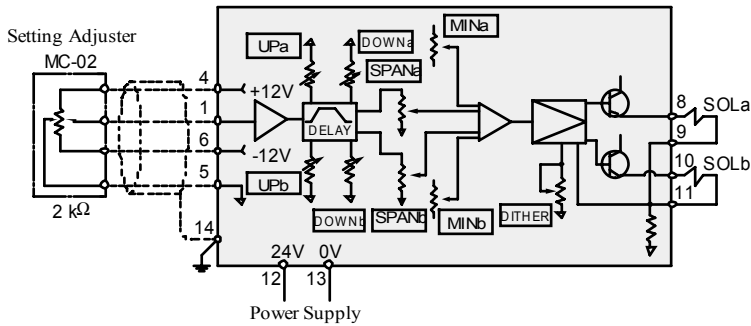 Setting Adjuster
MC-02
2 kΩ
4
1
6
5
14
+12V
-12V
UPa
DOWNa
SPANa
MINa
DELAY
UPb
DOWNb
SPANb
MINb
DITHER
8
SOLa
9
10
SOLb
11
24V
0V
12
13
Power Supply